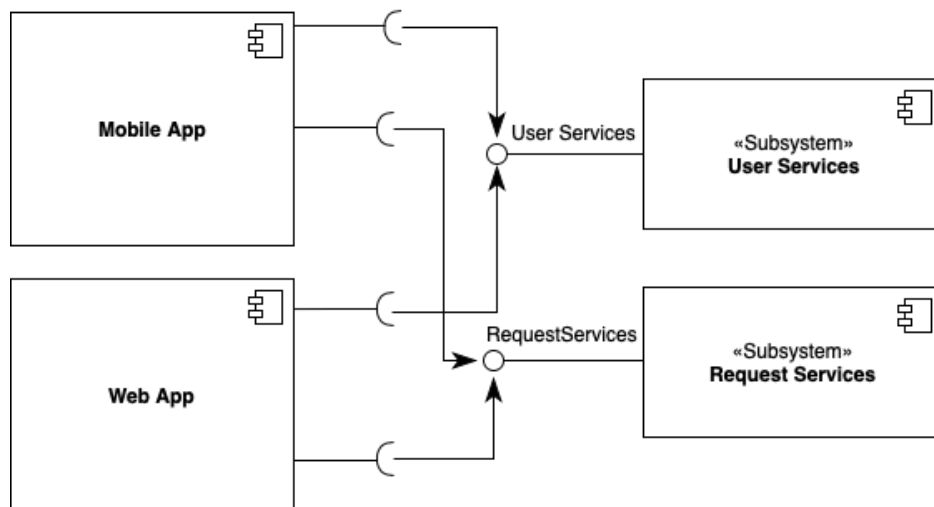 Mobile App
User Services
«Subsystem»
User Services
Web App
RequestServices
«Subsystem»
Request Services